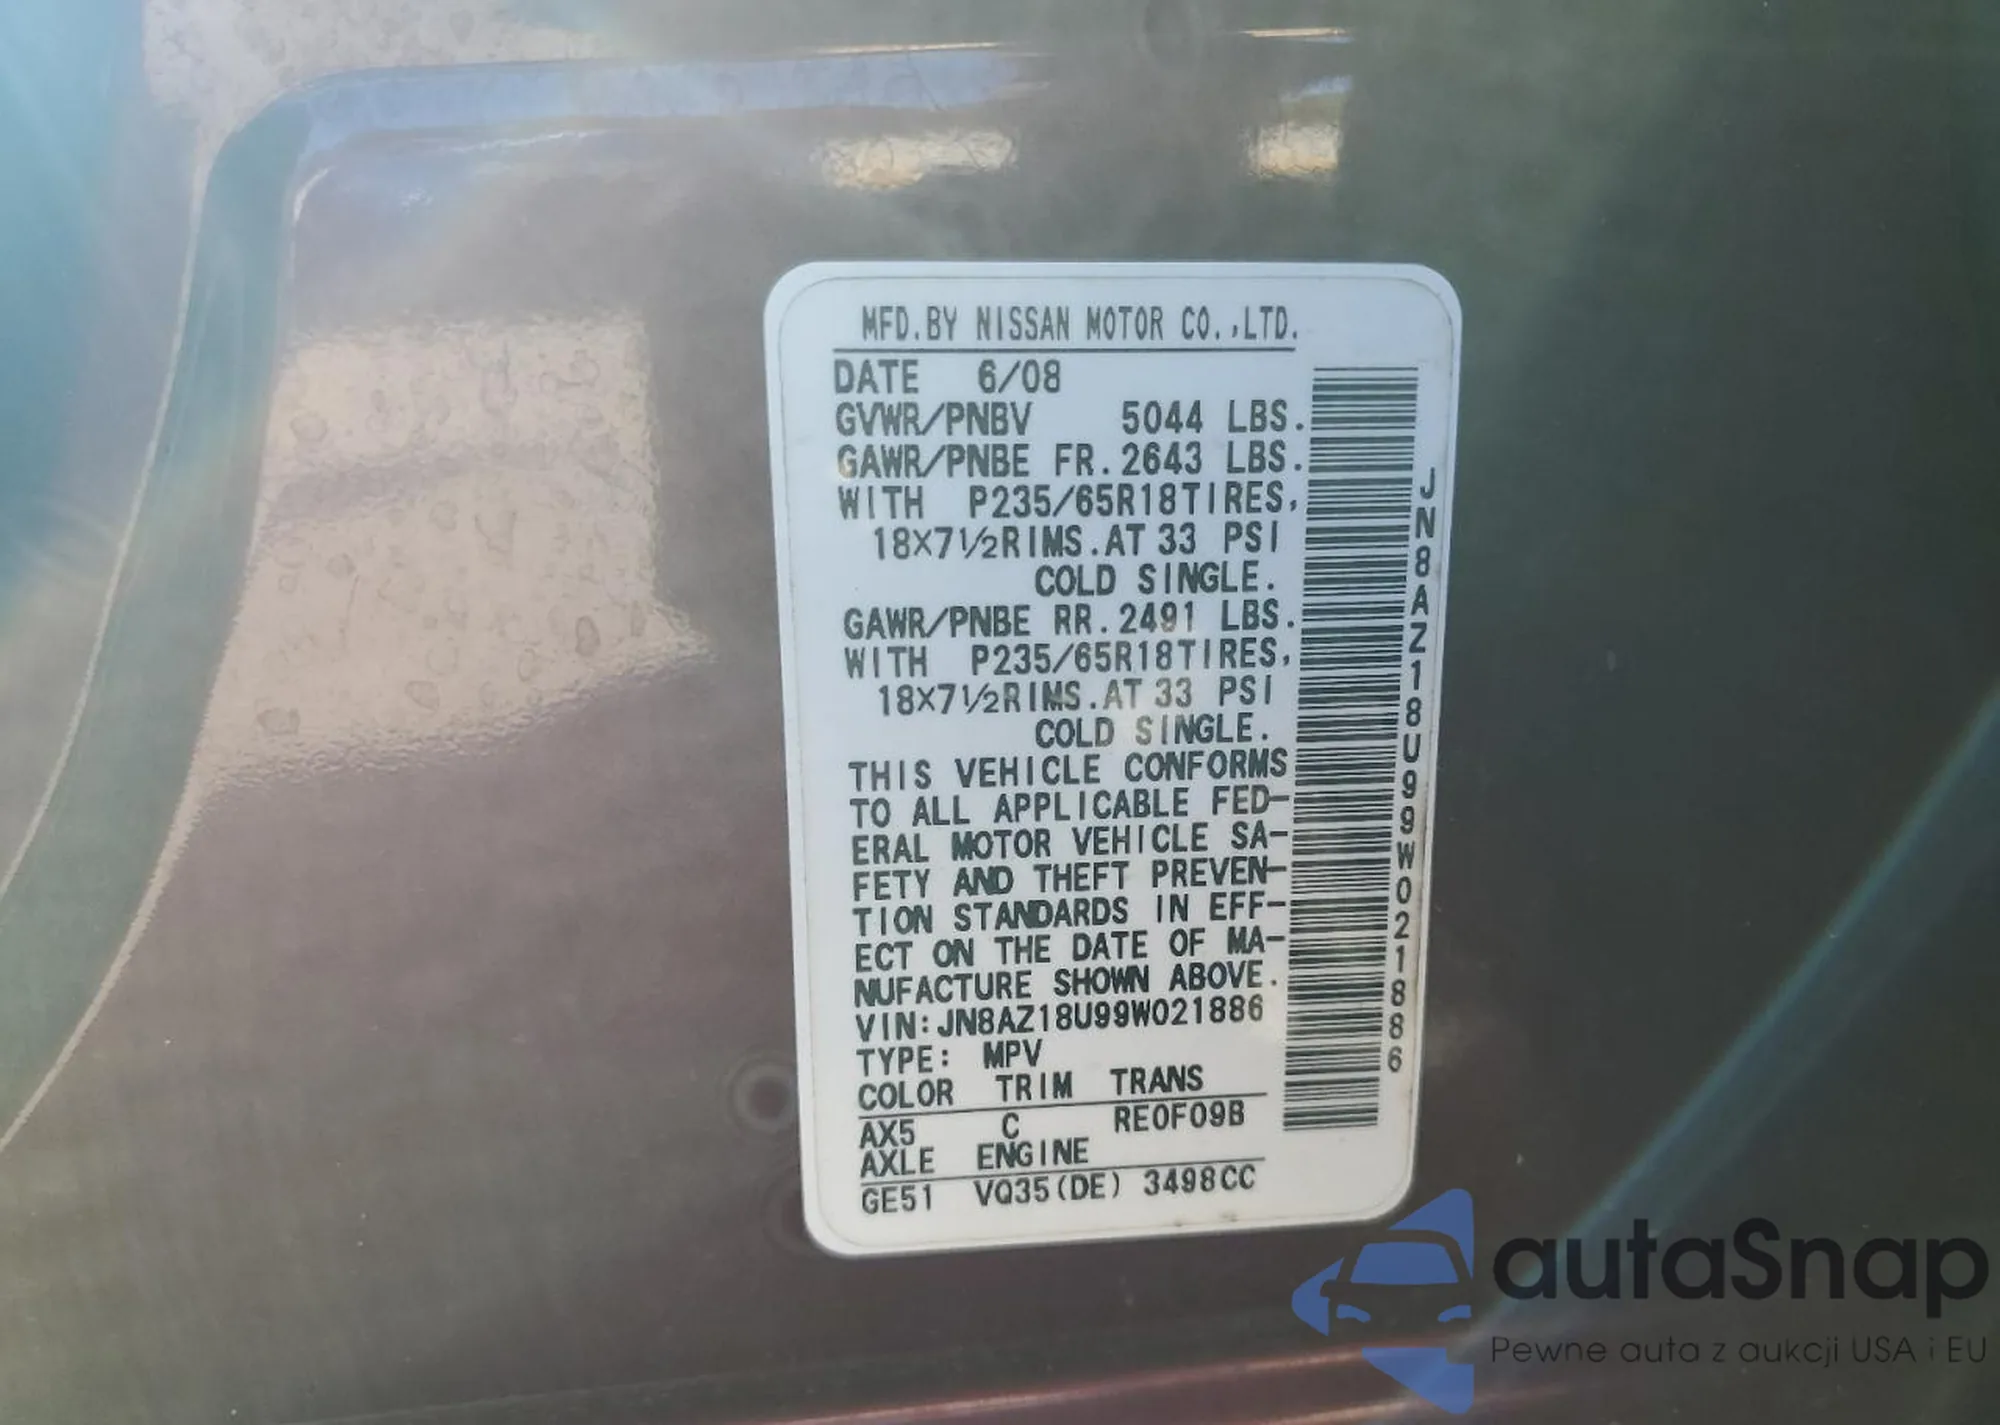 MFD.BY NISSAN MOTOR CO.,LTD.
DATE 6/08
GVWR/PNBV 5044 LBS.
GAWR/PNBE FR.2643 LBS.
WITH P235/65R18TIRES,
18×7½RIMS.AT 33 PSI
COLD SINGLE.
GAWR/PNBE RR.2491 LBS.
WITH P235/65R18TIRES,
18×7½RIMS.AT 33 PSI
COLD SINGLE.
THIS VEHICLE CONFORMS
TO ALL APPLICABLE FED-
ERAL MOTOR VEHICLE SA-
FETY AND THEFT PREVEN-
TION STANDARDS IN EFF-
ECT ON THE DATE OF MA-
NUFACTURE SHOWN ABOVE.
VIN:JN8AZ18U99W021886
TYPE: MPV
COLOR TRIM TRANS
AX5 C RE0F09B
AXLE ENGINE
GE51 VQ35(DE) 3498CC
JN8AZ18U99W021886
autaSnap
Pewne auta z aukcji USA i EU